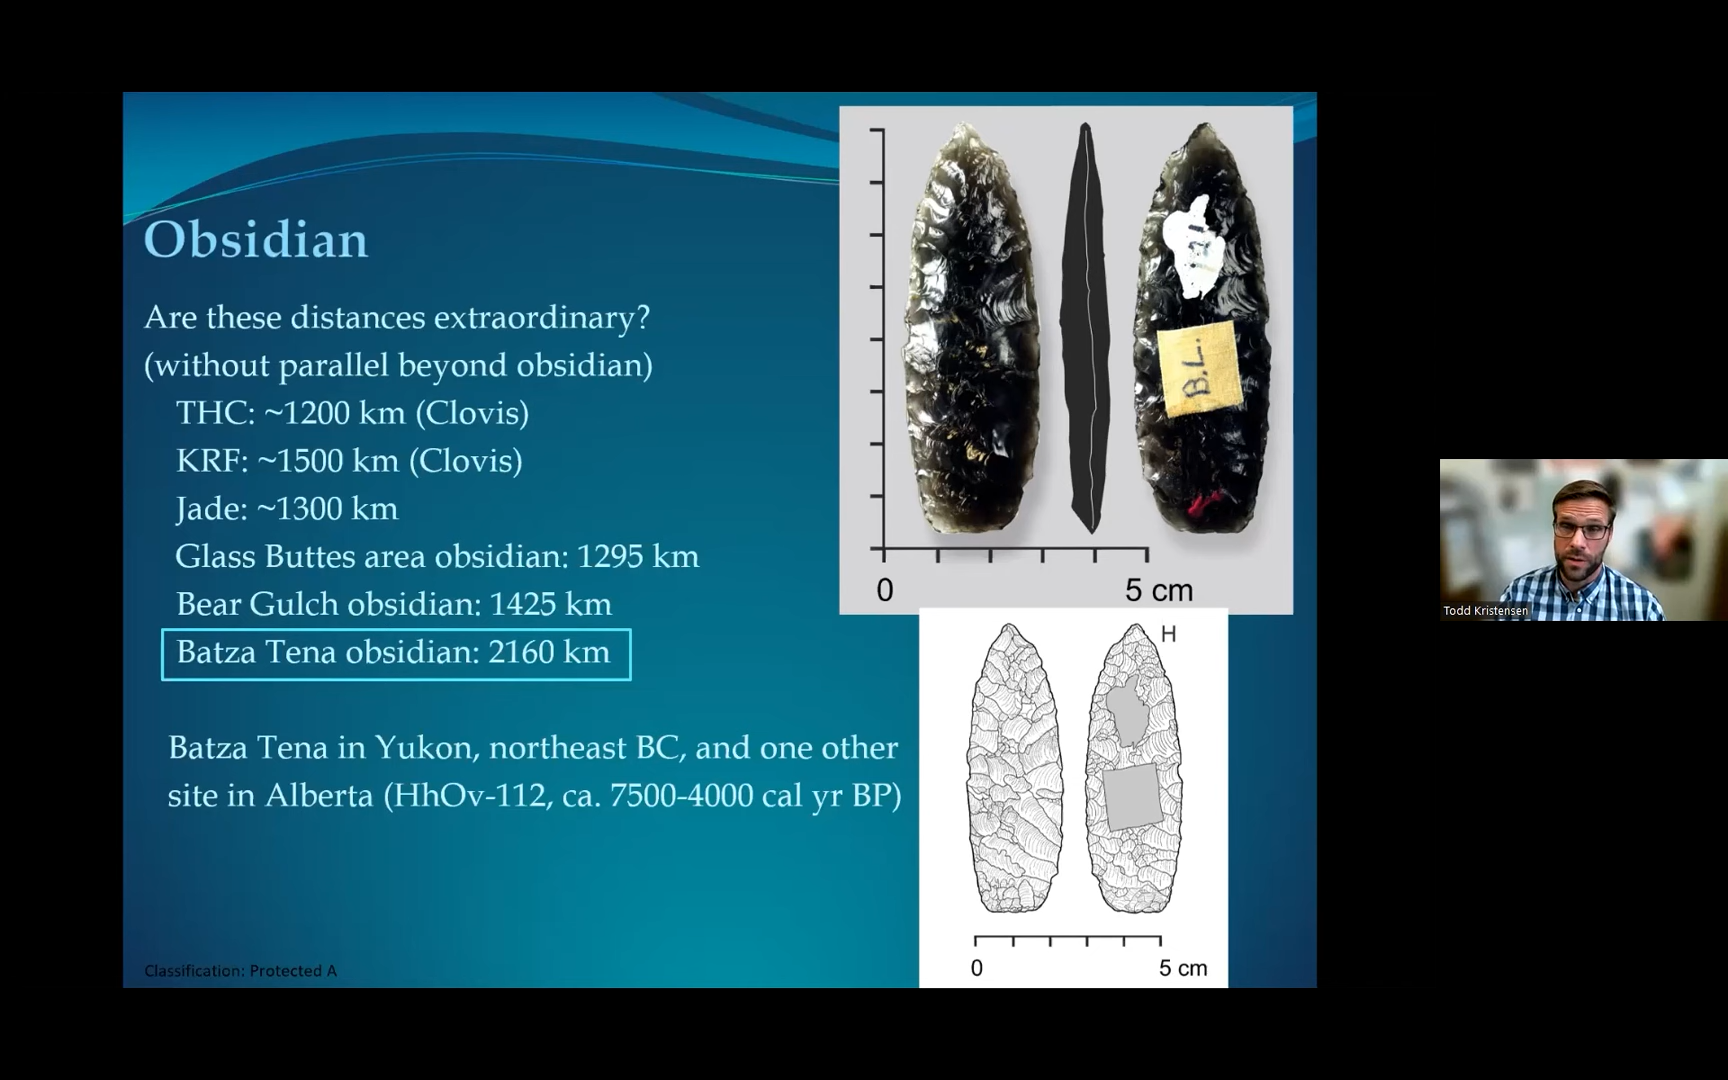 Obsidian
Are these distances extraordinary?
(without parallel beyond obsidian)
THC: ~1200 km (Clovis)
KRF: ~1500 km (Clovis)
Jade: ~1300 km
Glass Buttes area obsidian: 1295 km
Bear Gulch obsidian: 1425 km
Batza Tena obsidian: 2160 km
Batza Tena in Yukon, northeast BC, and one other
site in Alberta (HhOv-112, ca. 7500-4000 cal yr BP)
Classification: Protected A
B.L.
0 5 cm
H
0 5 cm
Todd Kristensen